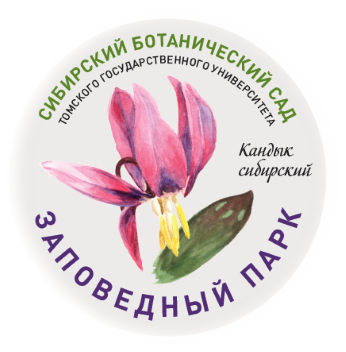 СИБИРСКИЙ БОТАНИЧЕСКИЙ САД
ТОМСКОГО ГОСУДАРСТВЕННОГО УНИВЕРСИТЕТА
Кандык
сибирский
ЗАПОВЕДНЫЙ ПАРК